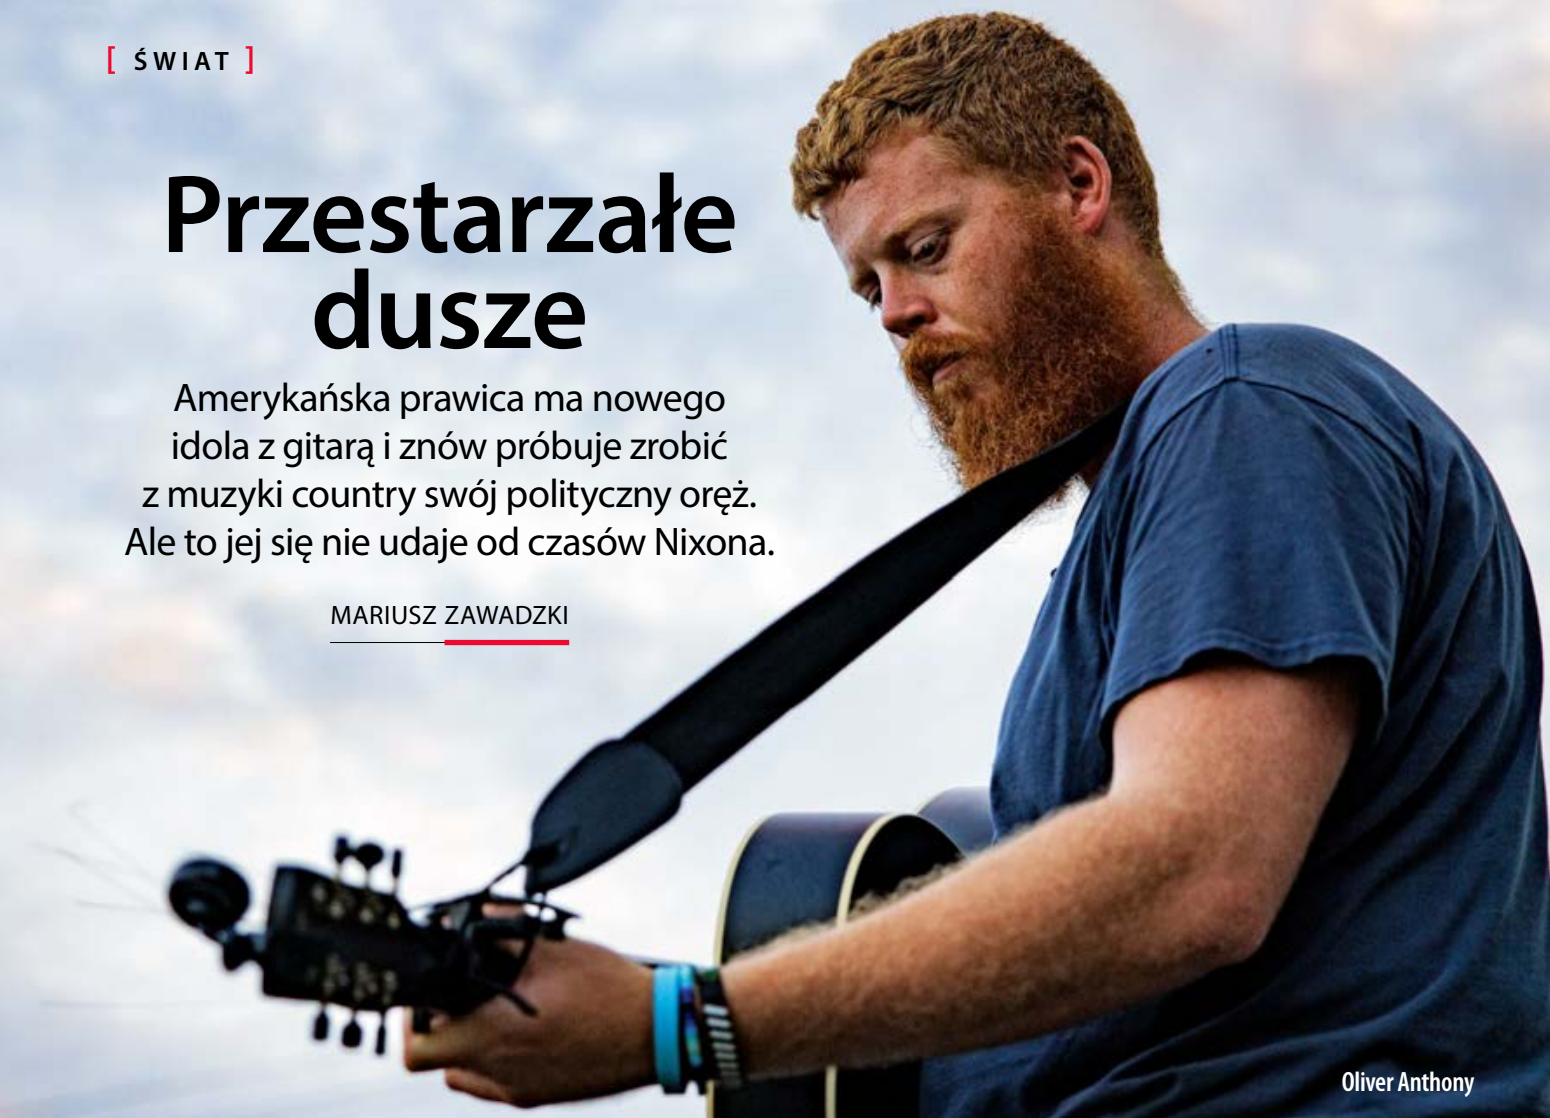 [ ŚWIAT ]
Przestarzałe
dusze
Amerykańska prawica ma nowego
idola z gitarą i znów próbuje zrobić
z muzyki country swój polityczny oręż.
Ale to jej się nie udaje od czasów Nixona.
MARIUSZ ZAWADZKI
Oliver Anthony